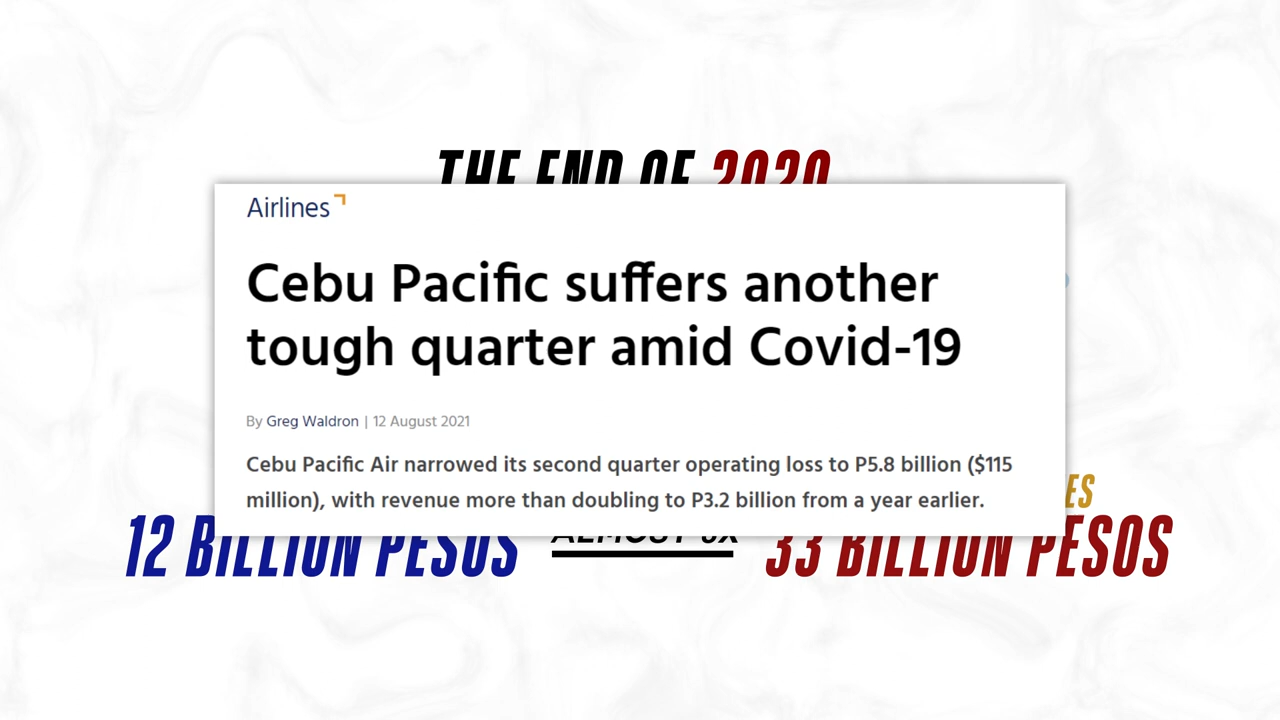 THE END OF 2020
Airlines
Cebu Pacific suffers another
tough quarter amid Covid-19
By Greg Waldron | 12 August 2021
Cebu Pacific Air narrowed its second quarter operating loss to P5.8 billion ($115
million), with revenue more than doubling to P3.2 billion from a year earlier.
12 BILLION PESOS ALMOST 3X 33 BILLION PESOS